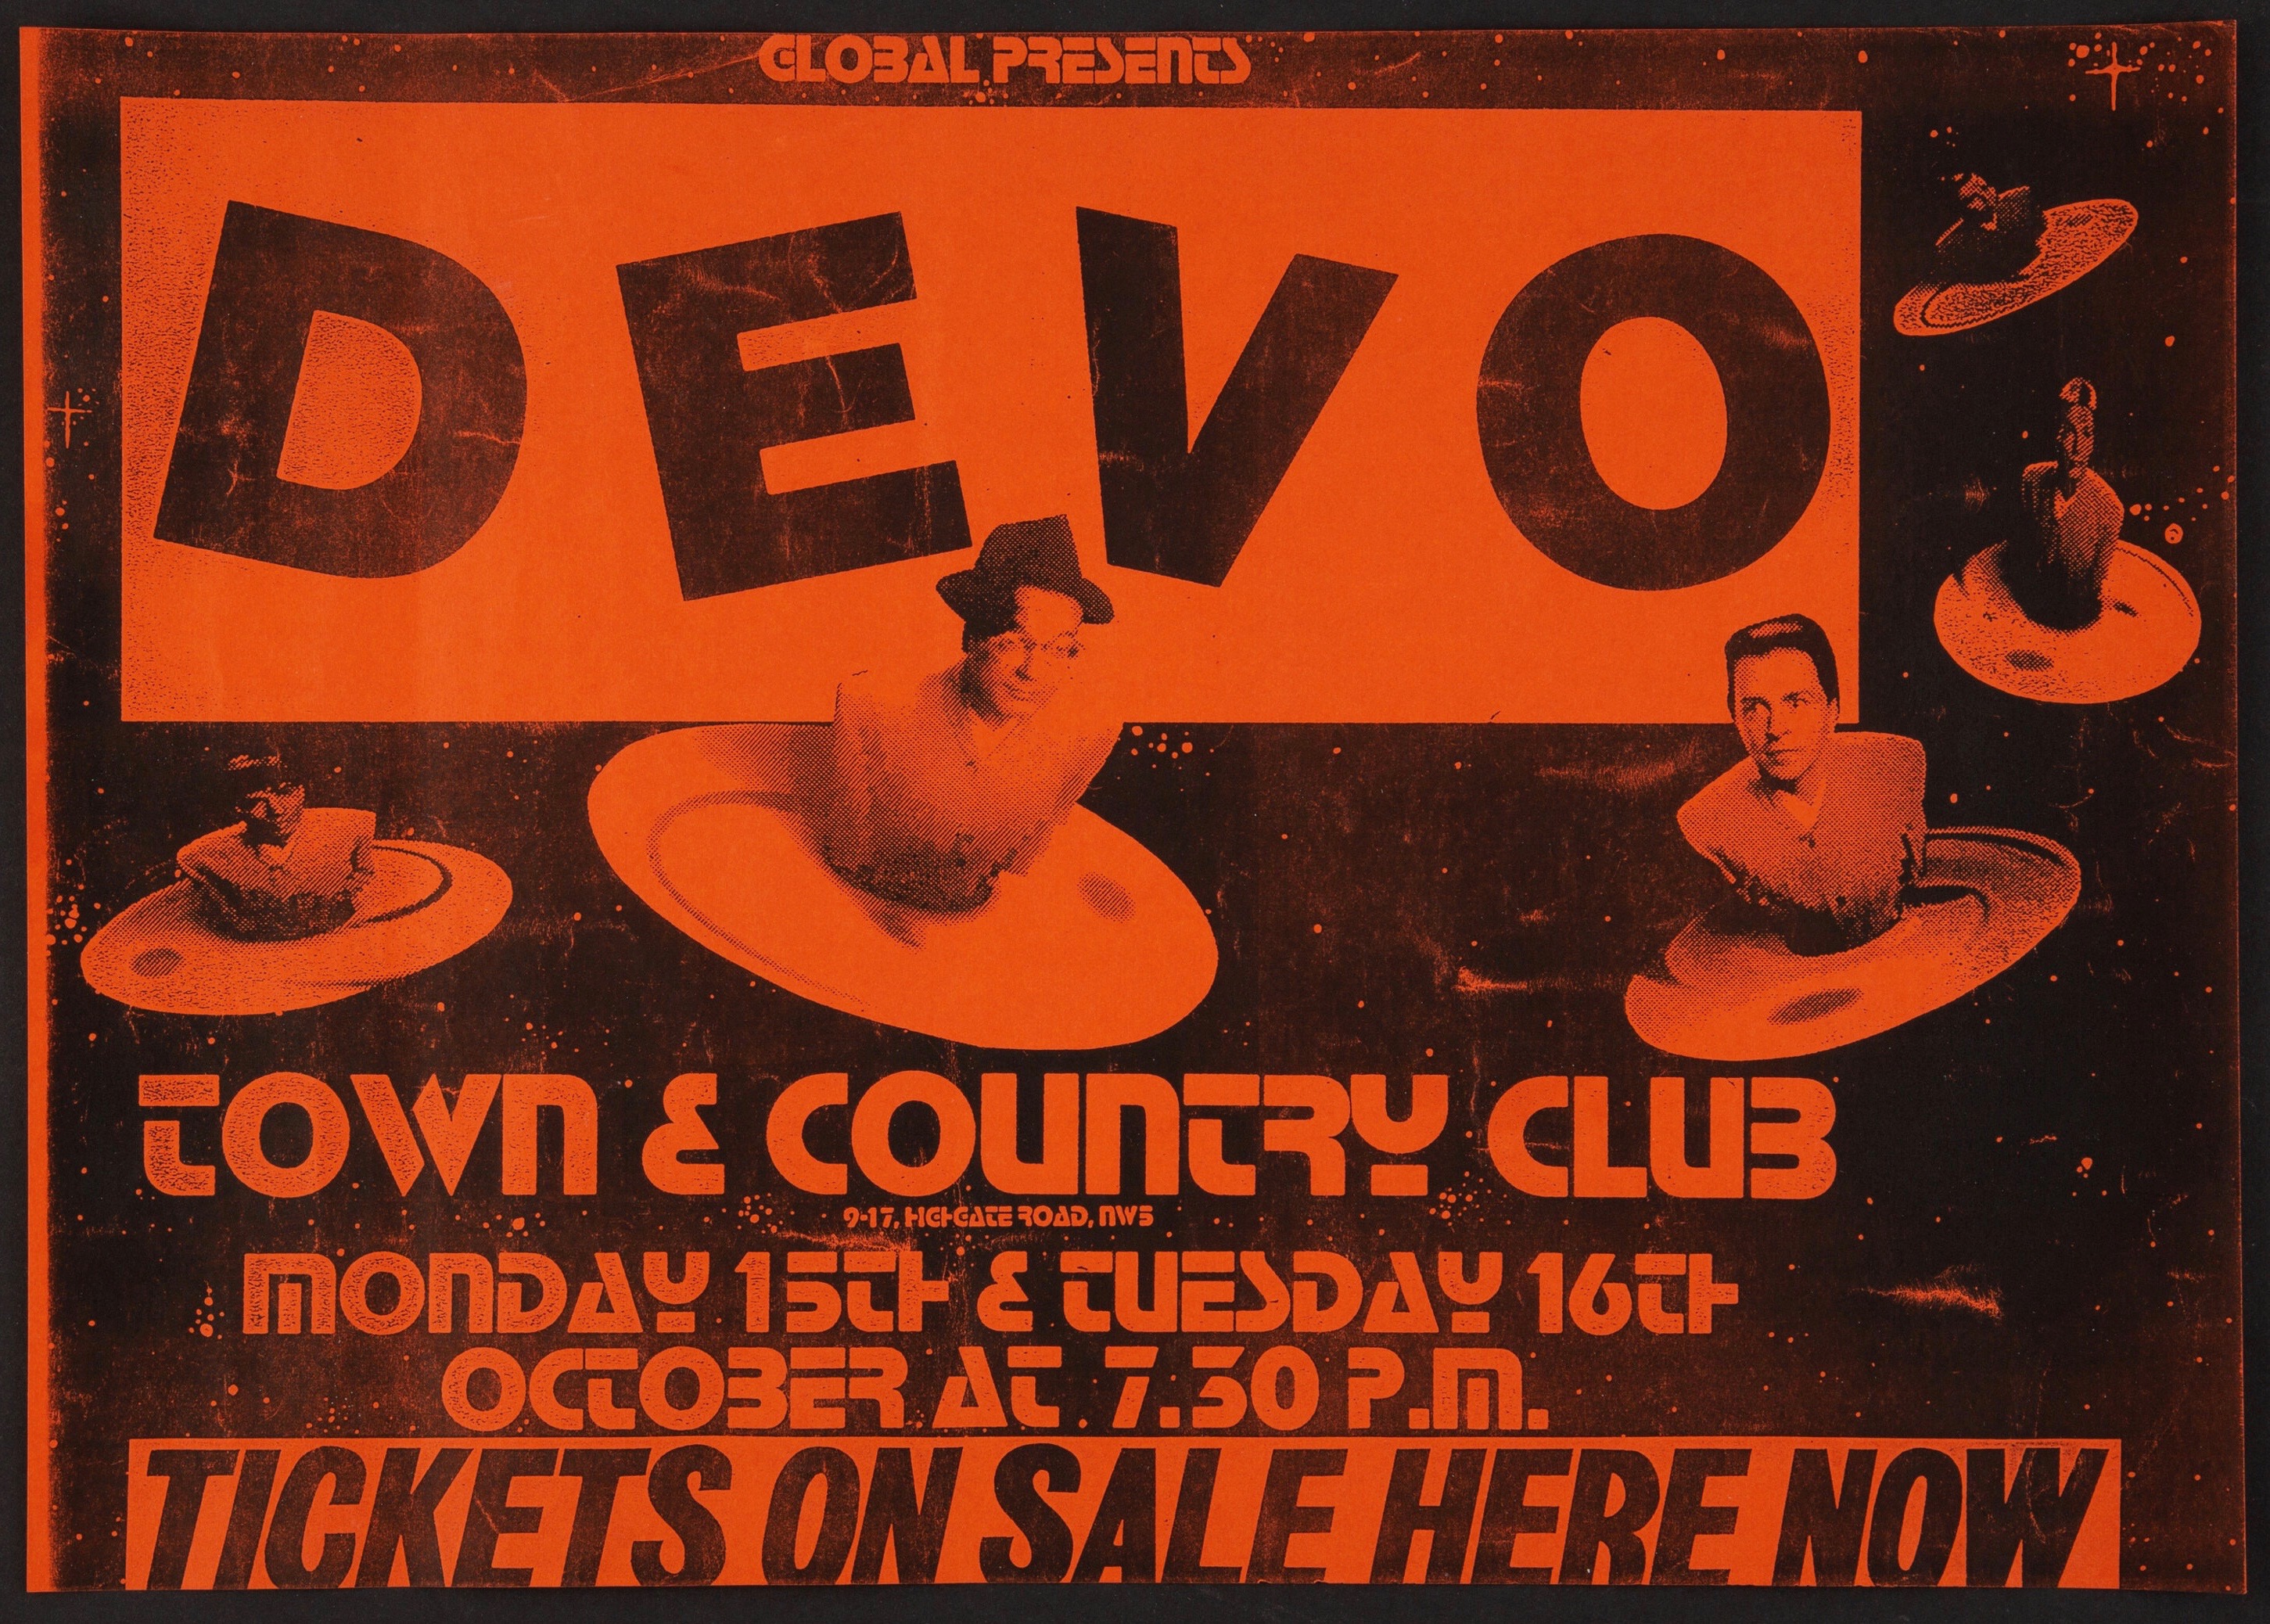 GLOBAL PRESENTS
DEVO
TOWN & COUNTRY CLUB
9-17, HIGHGATE ROAD, NW5
MONDAY 15TH & TUESDAY 16TH
OCTOBER AT 7.30 P.M.
TICKETS ON SALE HERE NOW